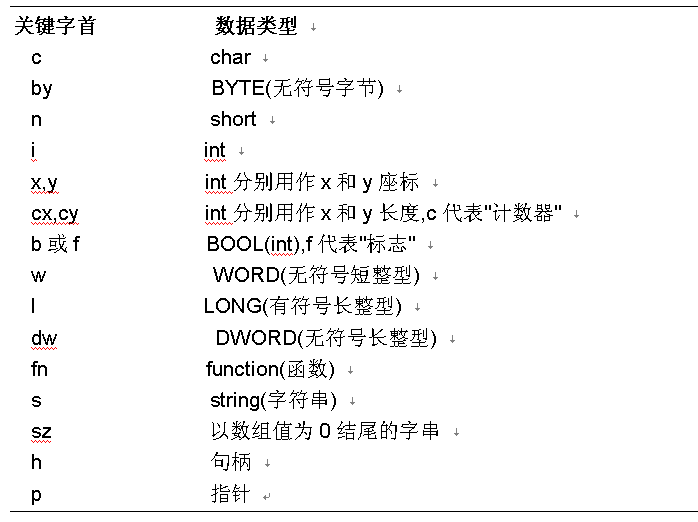 关键字首 数据类型
c char
by BYTE(无符号字节)
n short
i int
x,y int 分别用作 x 和 y 座标
cx,cy int 分别用作 x 和 y 长度,c 代表"计数器"
b 或 f BOOL(int),f 代表"标志"
w WORD(无符号短整型)
l LONG(有符号长整型)
dw DWORD(无符号长整型)
fn function(函数)
s string(字符串)
sz 以数组值为 0 结尾的字串
h 句柄
p 指针